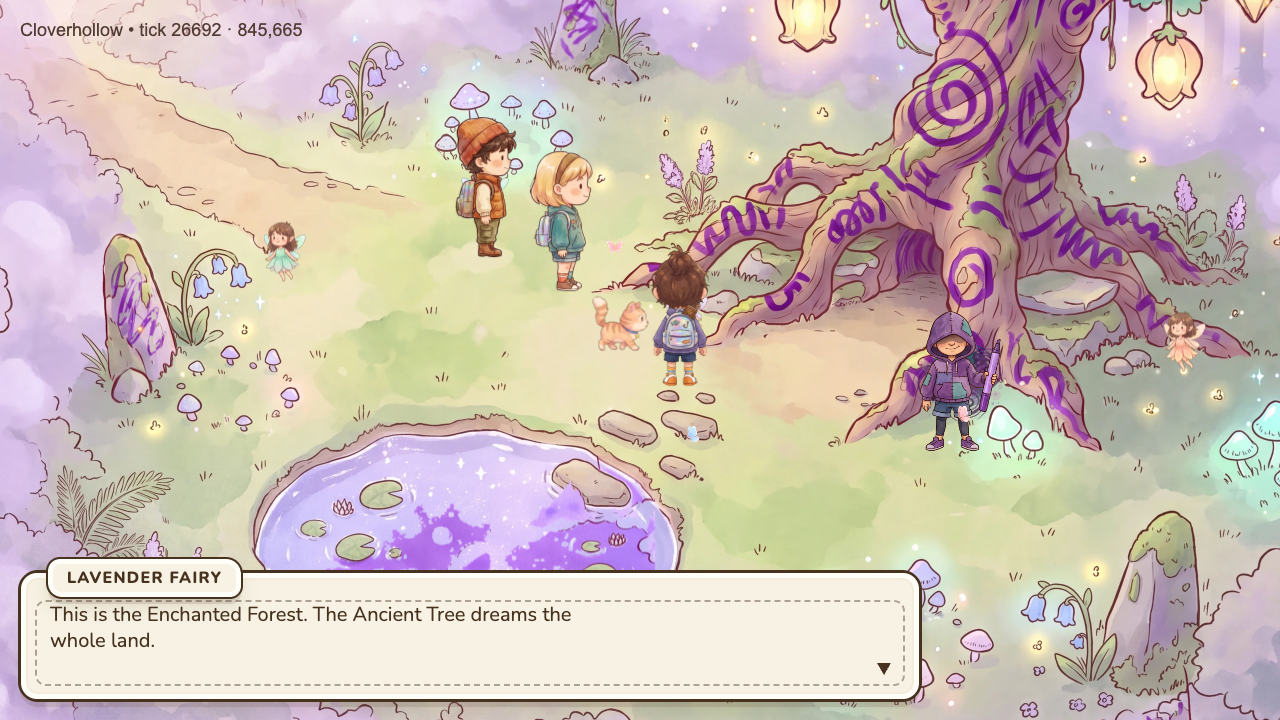 Cloverhollow • tick 26692 · 845,665
LAVENDER FAIRY
This is the Enchanted Forest. The Ancient Tree dreams the
whole land.